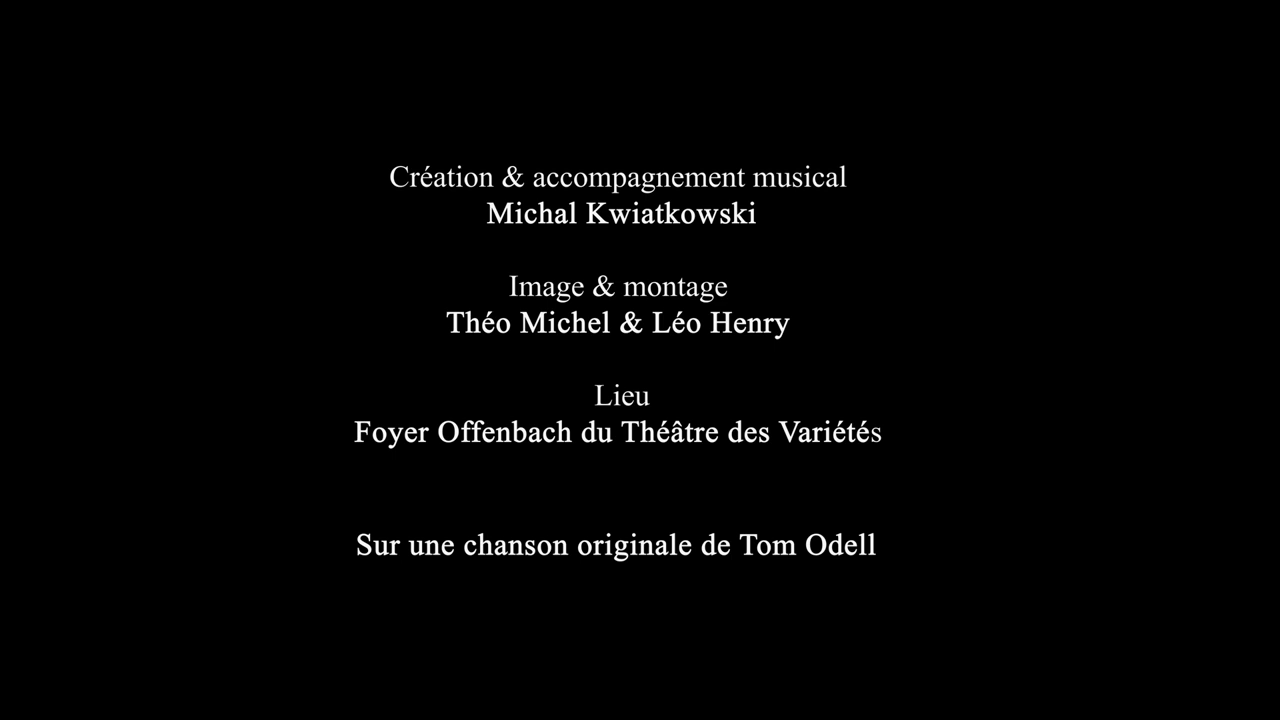 Création & accompagnement musical
Michal Kwiatkowski
Image & montage
Théo Michel & Léo Henry
Lieu
Foyer Offenbach du Théâtre des Variétés
Sur une chanson originale de Tom Odell